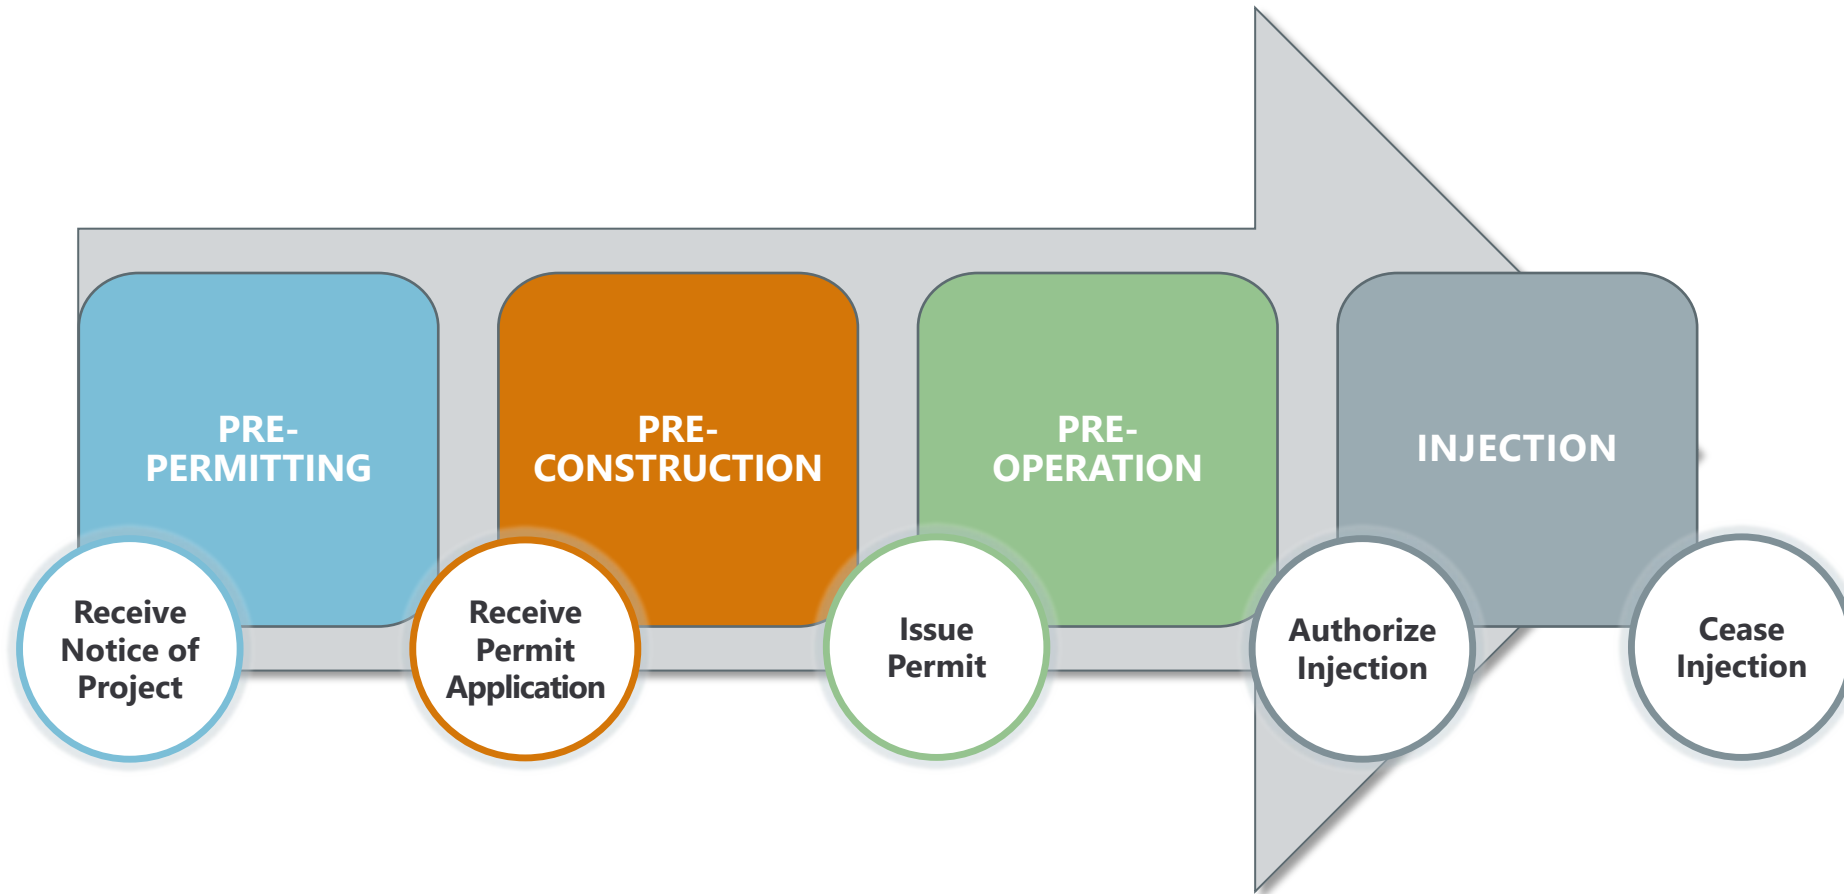 PRE-
PERMITTING
PRE-
CONSTRUCTION
PRE-
OPERATION
INJECTION
Receive
Notice of
Project
Receive
Permit
Application
Issue
Permit
Authorize
Injection
Cease
Injection